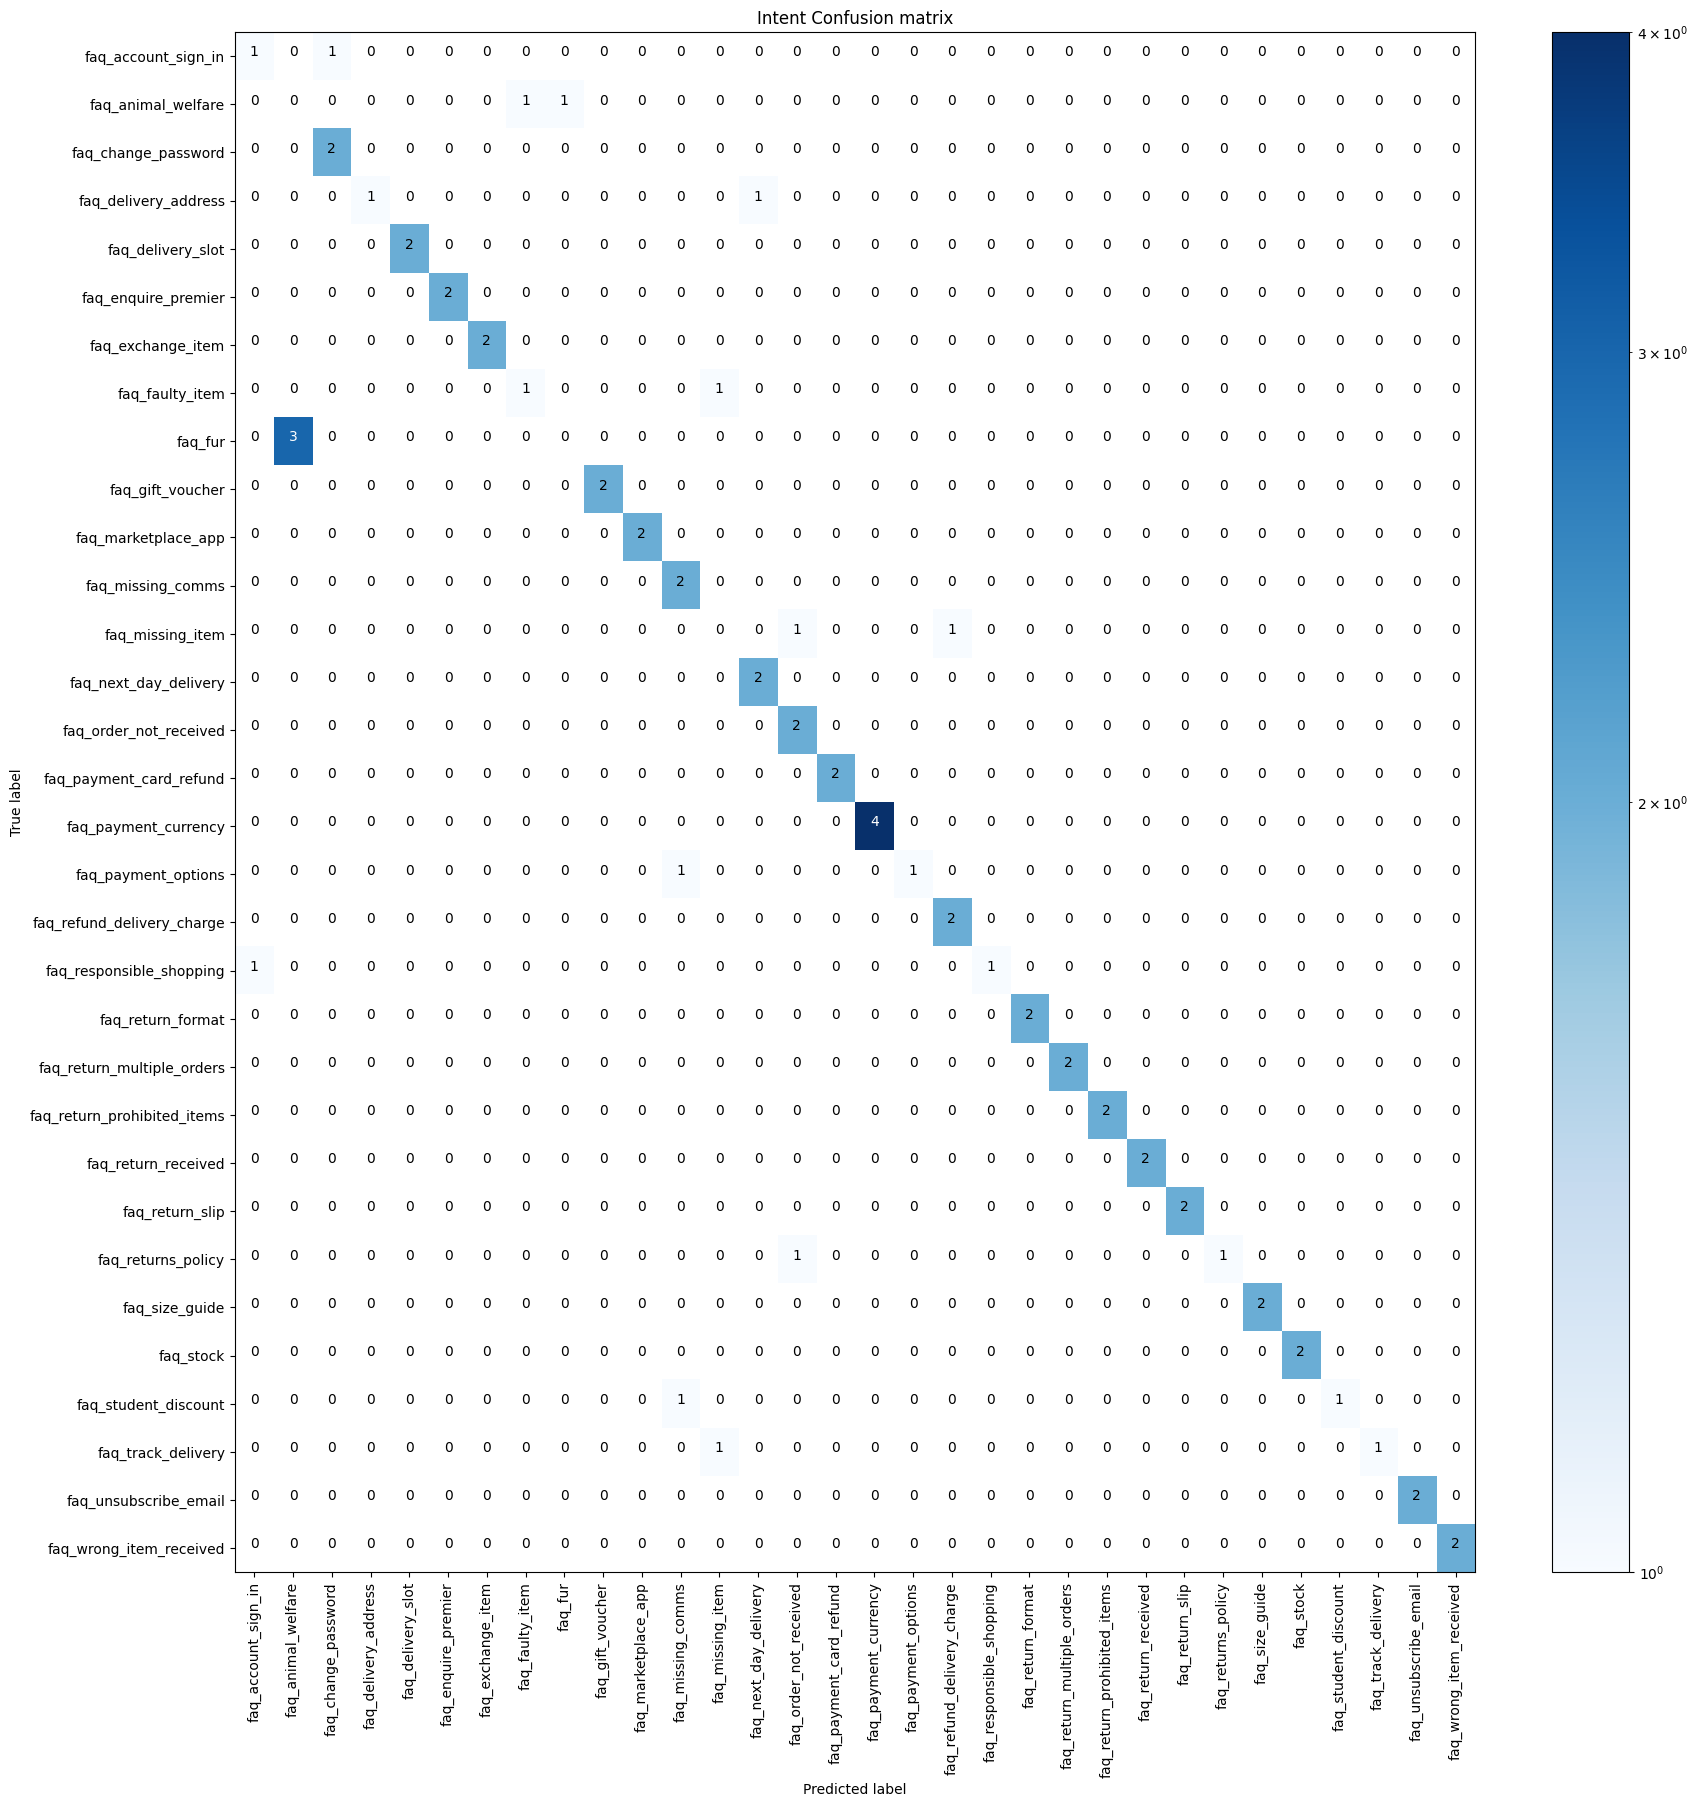 Intent Confusion matrix
faq_account_sign_in 1 0 1 0 0 0 0 0 0 0 0 0 0 0 0 0 0 0 0 0 0 0 0 0 0 0 0 0 0 0 0 0
faq_animal_welfare 0 0 0 0 0 0 0 1 1 0 0 0 0 0 0 0 0 0 0 0 0 0 0 0 0 0 0 0 0 0 0 0
faq_change_password 0 0 2 0 0 0 0 0 0 0 0 0 0 0 0 0 0 0 0 0 0 0 0 0 0 0 0 0 0 0 0 0
faq_delivery_address 0 0 0 1 0 0 0 0 0 0 0 0 0 1 0 0 0 0 0 0 0 0 0 0 0 0 0 0 0 0 0 0
faq_delivery_slot 0 0 0 0 2 0 0 0 0 0 0 0 0 0 0 0 0 0 0 0 0 0 0 0 0 0 0 0 0 0 0 0
faq_enquire_premier 0 0 0 0 0 2 0 0 0 0 0 0 0 0 0 0 0 0 0 0 0 0 0 0 0 0 0 0 0 0 0 0
faq_exchange_item 0 0 0 0 0 0 2 0 0 0 0 0 0 0 0 0 0 0 0 0 0 0 0 0 0 0 0 0 0 0 0 0
faq_faulty_item 0 0 0 0 0 0 0 1 0 0 0 0 1 0 0 0 0 0 0 0 0 0 0 0 0 0 0 0 0 0 0 0
faq_fur 0 3 0 0 0 0 0 0 0 0 0 0 0 0 0 0 0 0 0 0 0 0 0 0 0 0 0 0 0 0 0 0
faq_gift_voucher 0 0 0 0 0 0 0 0 0 2 0 0 0 0 0 0 0 0 0 0 0 0 0 0 0 0 0 0 0 0 0 0
faq_marketplace_app 0 0 0 0 0 0 0 0 0 0 2 0 0 0 0 0 0 0 0 0 0 0 0 0 0 0 0 0 0 0 0 0
faq_missing_comms 0 0 0 0 0 0 0 0 0 0 0 2 0 0 0 0 0 0 0 0 0 0 0 0 0 0 0 0 0 0 0 0
faq_missing_item 0 0 0 0 0 0 0 0 0 0 0 0 0 0 1 0 0 0 1 0 0 0 0 0 0 0 0 0 0 0 0 0
faq_next_day_delivery 0 0 0 0 0 0 0 0 0 0 0 0 0 2 0 0 0 0 0 0 0 0 0 0 0 0 0 0 0 0 0 0
faq_order_not_received 0 0 0 0 0 0 0 0 0 0 0 0 0 0 2 0 0 0 0 0 0 0 0 0 0 0 0 0 0 0 0 0
faq_payment_card_refund 0 0 0 0 0 0 0 0 0 0 0 0 0 0 0 2 0 0 0 0 0 0 0 0 0 0 0 0 0 0 0 0
faq_payment_currency 0 0 0 0 0 0 0 0 0 0 0 0 0 0 0 0 4 0 0 0 0 0 0 0 0 0 0 0 0 0 0 0
faq_payment_options 0 0 0 0 0 0 0 0 0 0 0 1 0 0 0 0 0 1 0 0 0 0 0 0 0 0 0 0 0 0 0 0
faq_refund_delivery_charge 0 0 0 0 0 0 0 0 0 0 0 0 0 0 0 0 0 0 2 0 0 0 0 0 0 0 0 0 0 0 0 0
faq_responsible_shopping 1 0 0 0 0 0 0 0 0 0 0 0 0 0 0 0 0 0 0 1 0 0 0 0 0 0 0 0 0 0 0 0
faq_return_format 0 0 0 0 0 0 0 0 0 0 0 0 0 0 0 0 0 0 0 0 2 0 0 0 0 0 0 0 0 0 0 0
faq_return_multiple_orders 0 0 0 0 0 0 0 0 0 0 0 0 0 0 0 0 0 0 0 0 0 2 0 0 0 0 0 0 0 0 0 0
faq_return_prohibited_items 0 0 0 0 0 0 0 0 0 0 0 0 0 0 0 0 0 0 0 0 0 0 2 0 0 0 0 0 0 0 0 0
faq_return_received 0 0 0 0 0 0 0 0 0 0 0 0 0 0 0 0 0 0 0 0 0 0 0 2 0 0 0 0 0 0 0 0
faq_return_slip 0 0 0 0 0 0 0 0 0 0 0 0 0 0 0 0 0 0 0 0 0 0 0 0 2 0 0 0 0 0 0 0
faq_returns_policy 0 0 0 0 0 0 0 0 0 0 0 0 0 0 1 0 0 0 0 0 0 0 0 0 0 1 0 0 0 0 0 0
faq_size_guide 0 0 0 0 0 0 0 0 0 0 0 0 0 0 0 0 0 0 0 0 0 0 0 0 0 0 2 0 0 0 0 0
faq_stock 0 0 0 0 0 0 0 0 0 0 0 0 0 0 0 0 0 0 0 0 0 0 0 0 0 0 0 2 0 0 0 0
faq_student_discount 0 0 0 0 0 0 0 0 0 0 0 1 0 0 0 0 0 0 0 0 0 0 0 0 0 0 0 0 1 0 0 0
faq_track_delivery 0 0 0 0 0 0 0 0 0 0 0 0 1 0 0 0 0 0 0 0 0 0 0 0 0 0 0 0 0 1 0 0
faq_unsubscribe_email 0 0 0 0 0 0 0 0 0 0 0 0 0 0 0 0 0 0 0 0 0 0 0 0 0 0 0 0 0 0 2 0
faq_wrong_item_received 0 0 0 0 0 0 0 0 0 0 0 0 0 0 0 0 0 0 0 0 0 0 0 0 0 0 0 0 0 0 0 2
True label
faq_account_sign_in
faq_animal_welfare
faq_change_password
faq_delivery_address
faq_delivery_slot
faq_enquire_premier
faq_exchange_item
faq_faulty_item
faq_fur
faq_gift_voucher
faq_marketplace_app
faq_missing_comms
faq_missing_item
faq_next_day_delivery
faq_order_not_received
faq_payment_card_refund
faq_payment_currency
faq_payment_options
faq_refund_delivery_charge
faq_responsible_shopping
faq_return_format
faq_return_multiple_orders
faq_return_prohibited_items
faq_return_received
faq_return_slip
faq_returns_policy
faq_size_guide
faq_stock
faq_student_discount
faq_track_delivery
faq_unsubscribe_email
faq_wrong_item_received
Predicted label
4 × 10⁰
3 × 10⁰
2 × 10⁰
10⁰